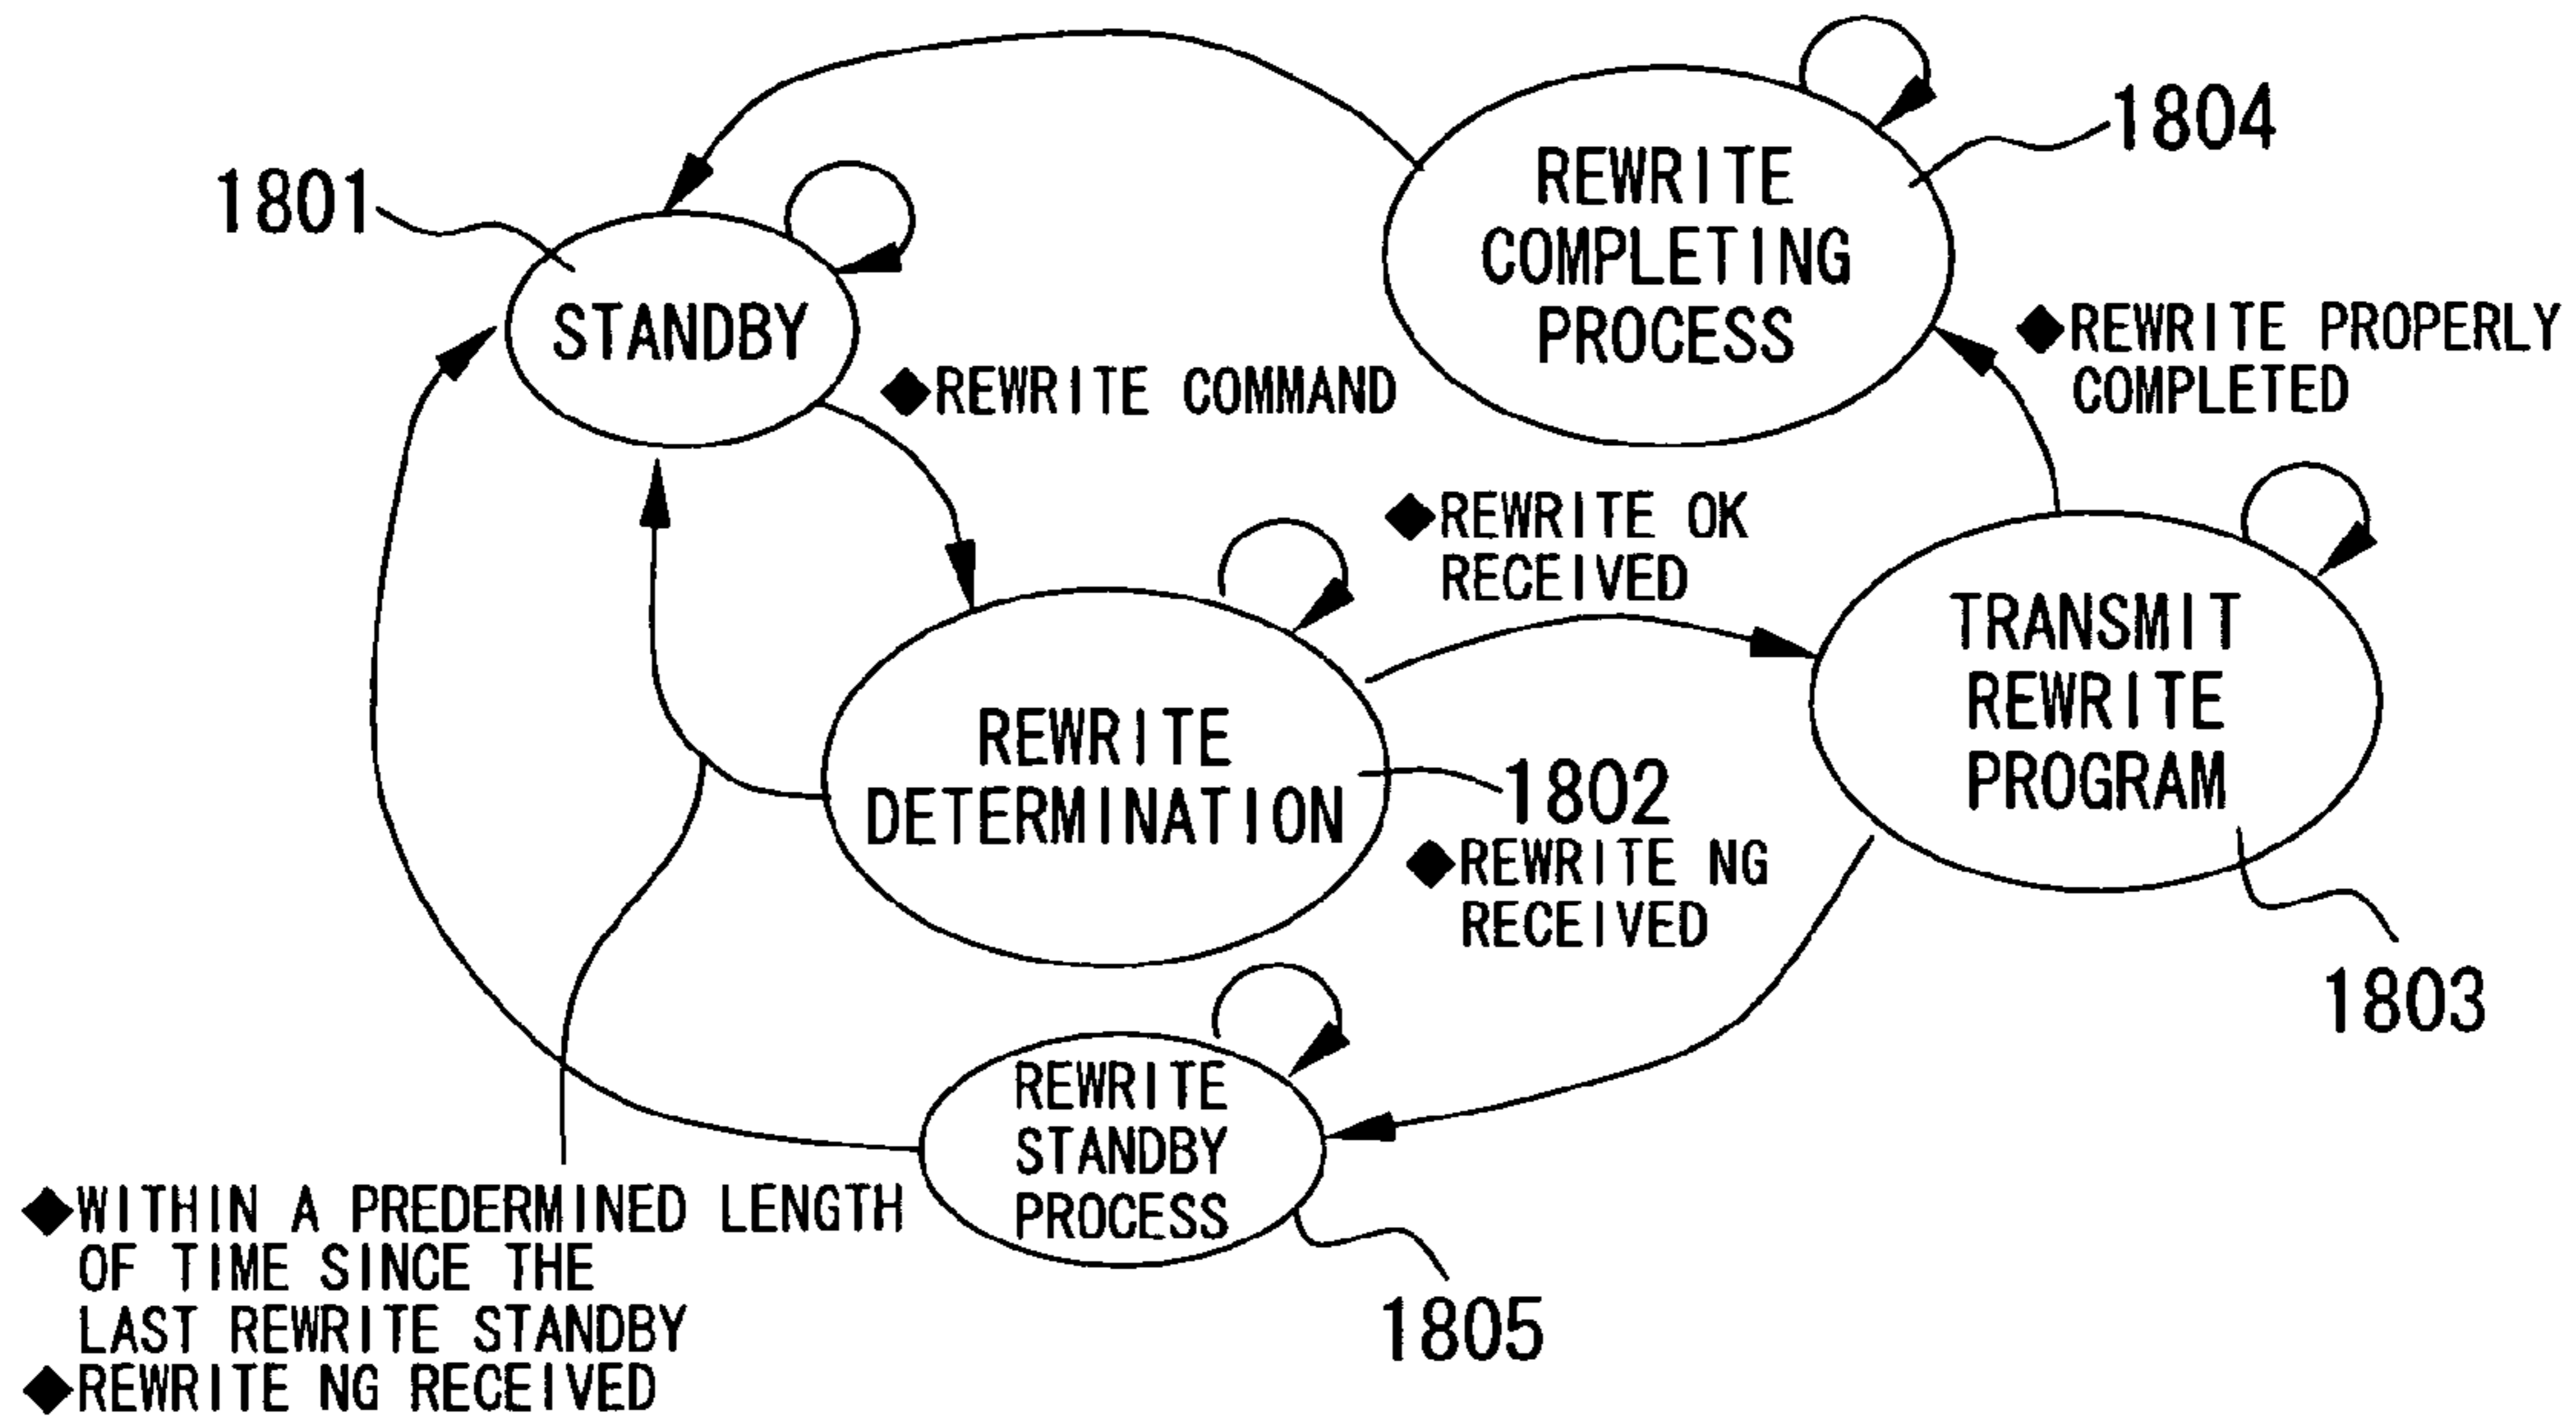 1804
REWRITE
COMPLETING
PROCESS
1801
STANDBY
◆REWRITE COMMAND
◆REWRITE PROPERLY
COMPLETED
◆REWRITE OK
RECEIVED
TRANSMIT
REWRITE
PROGRAM
REWRITE
DETERMINATION
1802
◆REWRITE NG
RECEIVED
1803
REWRITE
STANDBY
PROCESS
1805
◆WITHIN A PREDERMINED LENGTH
OF TIME SINCE THE
LAST REWRITE STANDBY
◆REWRITE NG RECEIVED